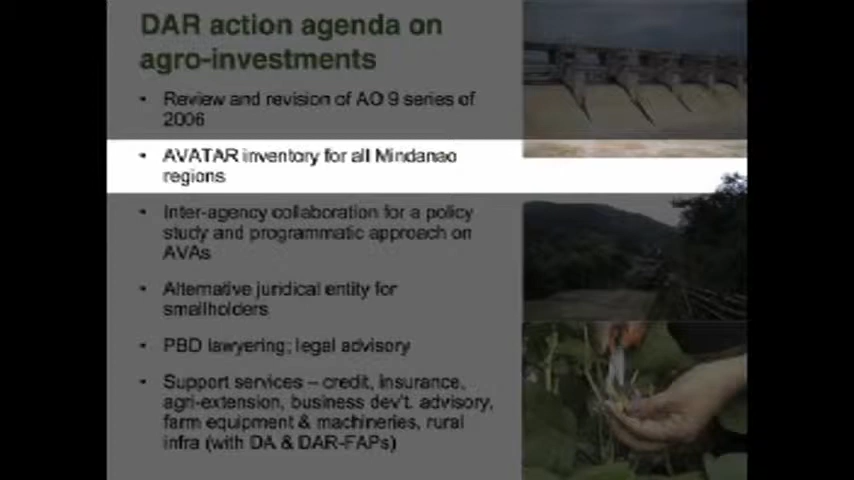 DAR action agenda on
agro-investments
• Review and revision of AO 9 series of
2006
• AVATAR inventory for all Mindanao
regions
• Inter-agency collaboration for a policy
study and programmatic approach on
AVAs
• Alternative juridical entity for
smallholders
• PBD lawyering; legal advisory
• Support services – credit, insurance,
agri-extension, business dev't. advisory,
farm equipment & machineries, rural
infra (with DA & DAR-FAPs)